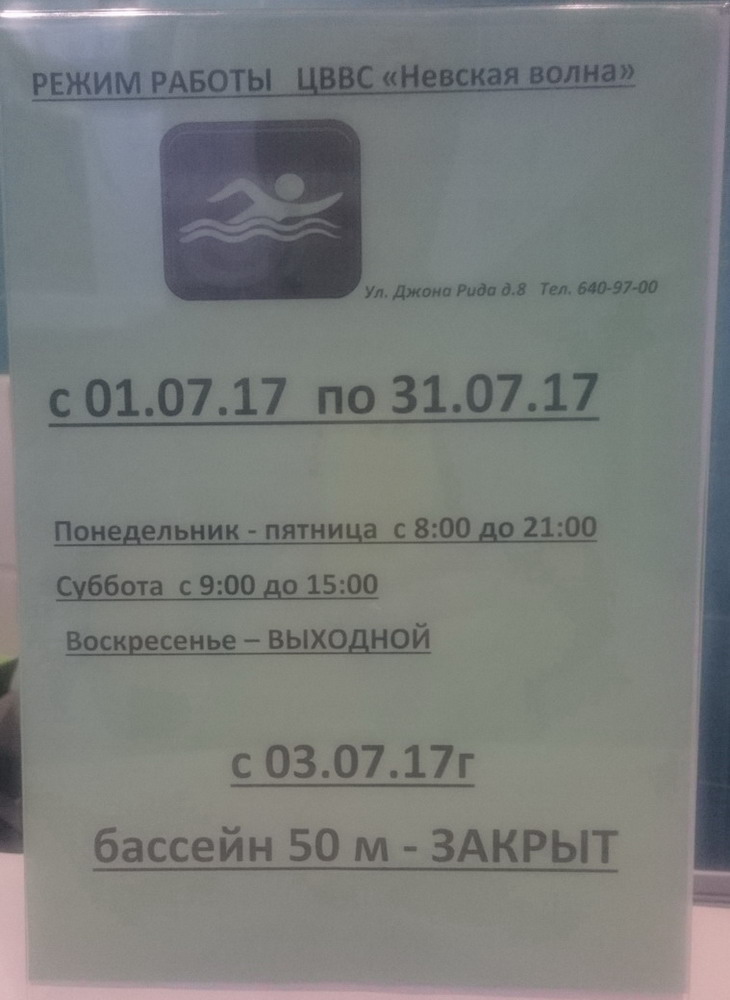 РЕЖИМ РАБОТЫ ЦВВС «Невская волна»
Ул. Джона Рида д.8 Тел. 640-97-00
с 01.07.17 по 31.07.17
Понедельник - пятница с 8:00 до 21:00
Суббота с 9:00 до 15:00
Воскресенье – ВЫХОДНОЙ
с 03.07.17г
бассейн 50 м - ЗАКРЫТ